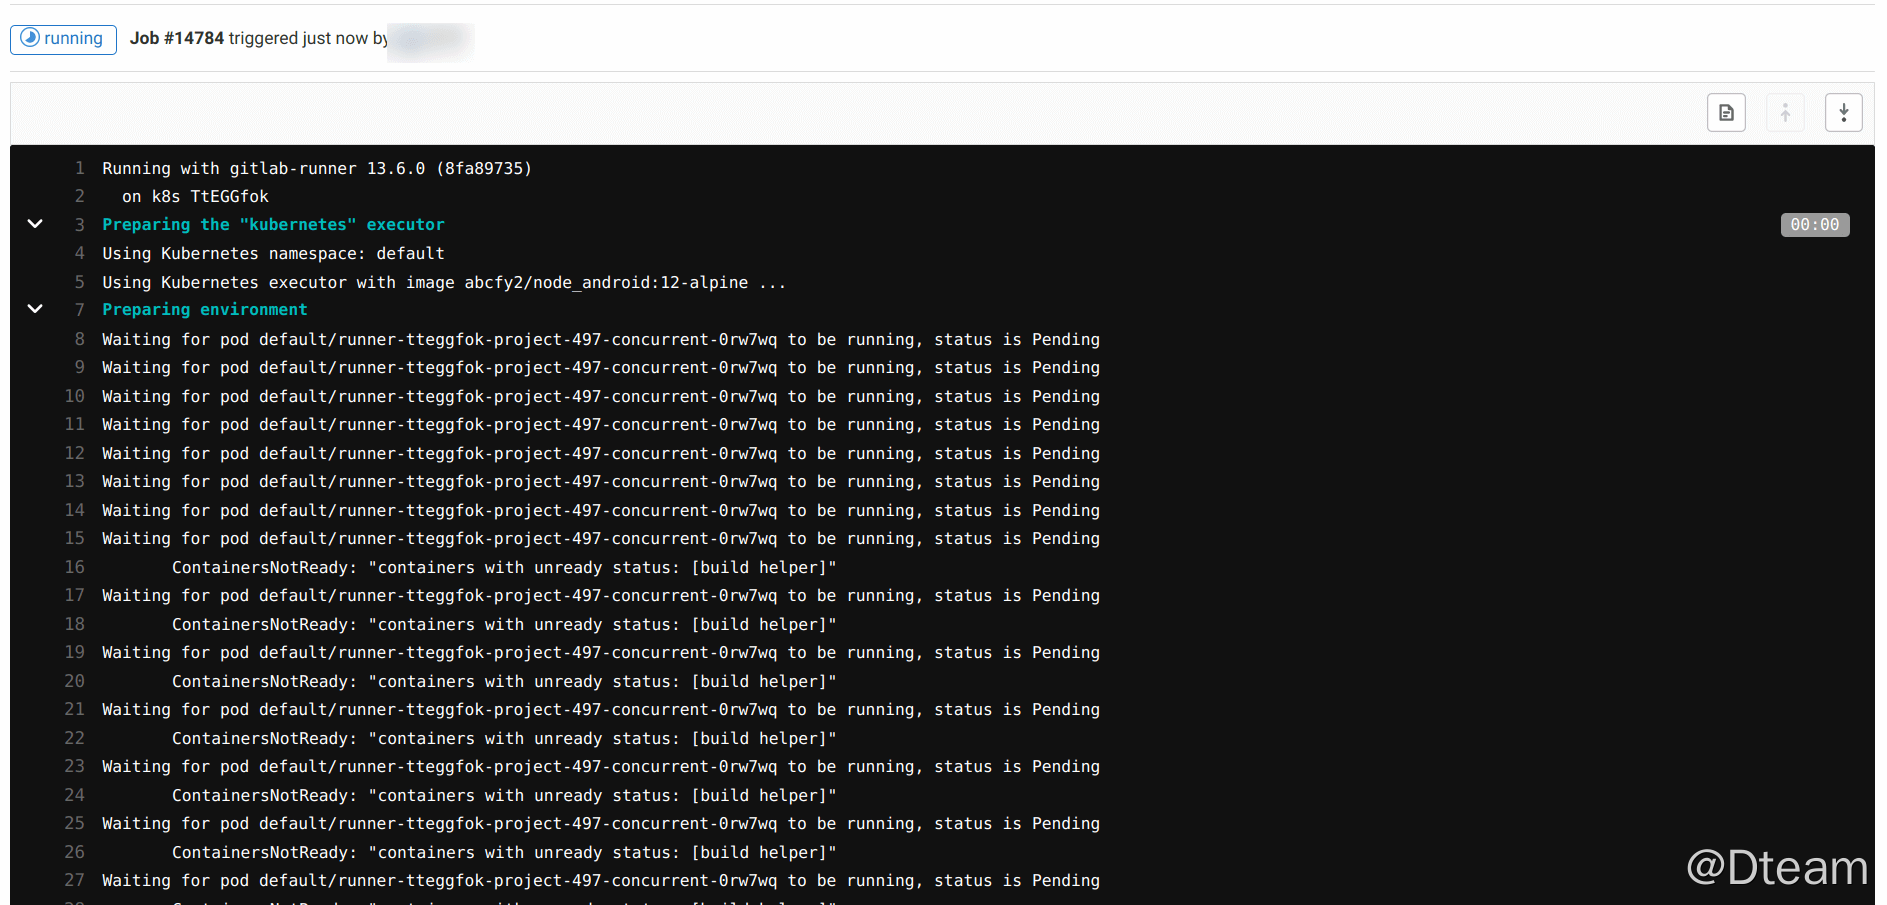 running Job #14784 triggered just now by
1 Running with gitlab-runner 13.6.0 (8fa89735)
2 on k8s TtEGGfok
3 Preparing the "kubernetes" executor 00:00
4 Using Kubernetes namespace: default
5 Using Kubernetes executor with image abcfy2/node_android:12-alpine ...
7 Preparing environment
8 Waiting for pod default/runner-tteggfok-project-497-concurrent-0rw7wq to be running, status is Pending
9 Waiting for pod default/runner-tteggfok-project-497-concurrent-0rw7wq to be running, status is Pending
10 Waiting for pod default/runner-tteggfok-project-497-concurrent-0rw7wq to be running, status is Pending
11 Waiting for pod default/runner-tteggfok-project-497-concurrent-0rw7wq to be running, status is Pending
12 Waiting for pod default/runner-tteggfok-project-497-concurrent-0rw7wq to be running, status is Pending
13 Waiting for pod default/runner-tteggfok-project-497-concurrent-0rw7wq to be running, status is Pending
14 Waiting for pod default/runner-tteggfok-project-497-concurrent-0rw7wq to be running, status is Pending
15 Waiting for pod default/runner-tteggfok-project-497-concurrent-0rw7wq to be running, status is Pending
16 ContainersNotReady: "containers with unready status: [build helper]"
17 Waiting for pod default/runner-tteggfok-project-497-concurrent-0rw7wq to be running, status is Pending
18 ContainersNotReady: "containers with unready status: [build helper]"
19 Waiting for pod default/runner-tteggfok-project-497-concurrent-0rw7wq to be running, status is Pending
20 ContainersNotReady: "containers with unready status: [build helper]"
21 Waiting for pod default/runner-tteggfok-project-497-concurrent-0rw7wq to be running, status is Pending
22 ContainersNotReady: "containers with unready status: [build helper]"
23 Waiting for pod default/runner-tteggfok-project-497-concurrent-0rw7wq to be running, status is Pending
24 ContainersNotReady: "containers with unready status: [build helper]"
25 Waiting for pod default/runner-tteggfok-project-497-concurrent-0rw7wq to be running, status is Pending
26 ContainersNotReady: "containers with unready status: [build helper]"
27 Waiting for pod default/runner-tteggfok-project-497-concurrent-0rw7wq to be running, status is Pending
@Dteam